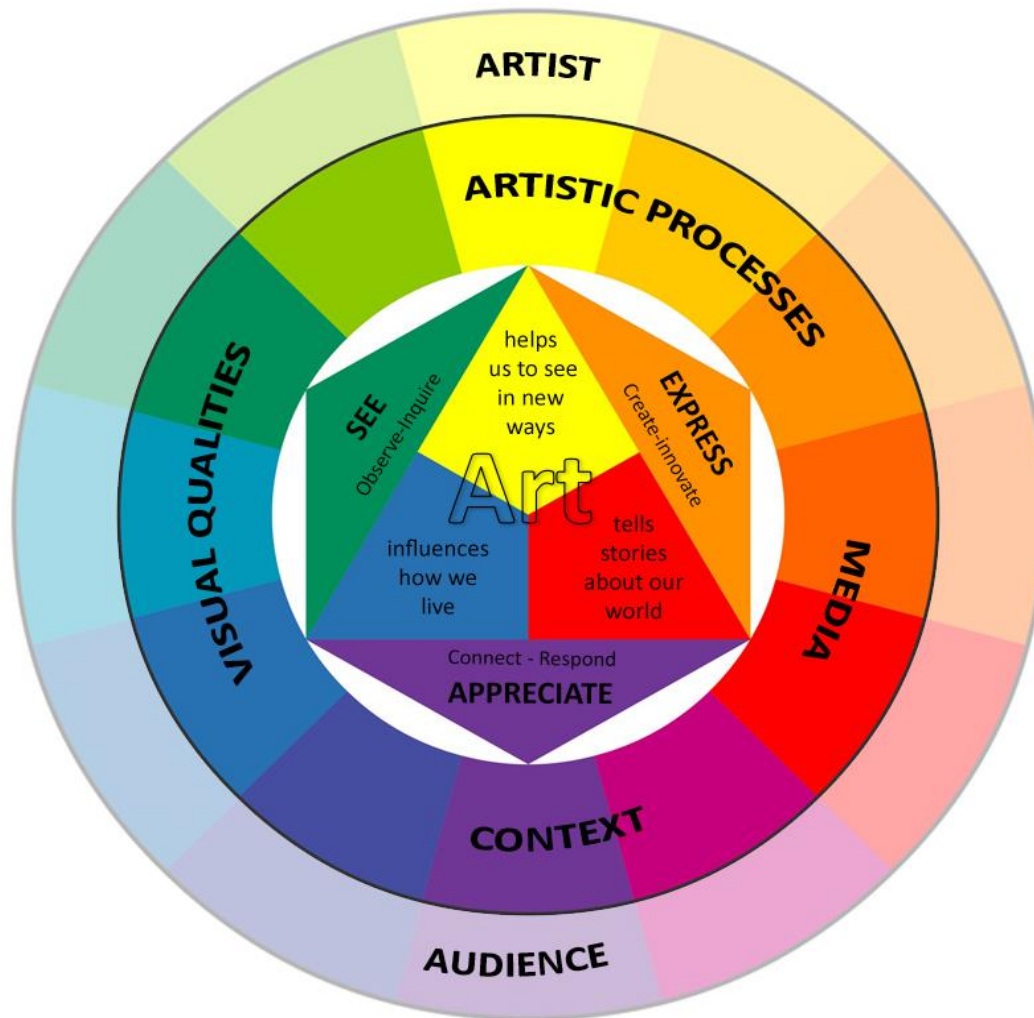 ARTIST
ARTISTIC PROCESSES
VISUAL QUALITIES
MEDIA
SEE
Observe-Inquire
EXPRESS
Create-innovate
helps
us to see
in new
ways
Art
influences
how we
live
tells
stories
about our
world
Connect - Respond
APPRECIATE
CONTEXT
AUDIENCE